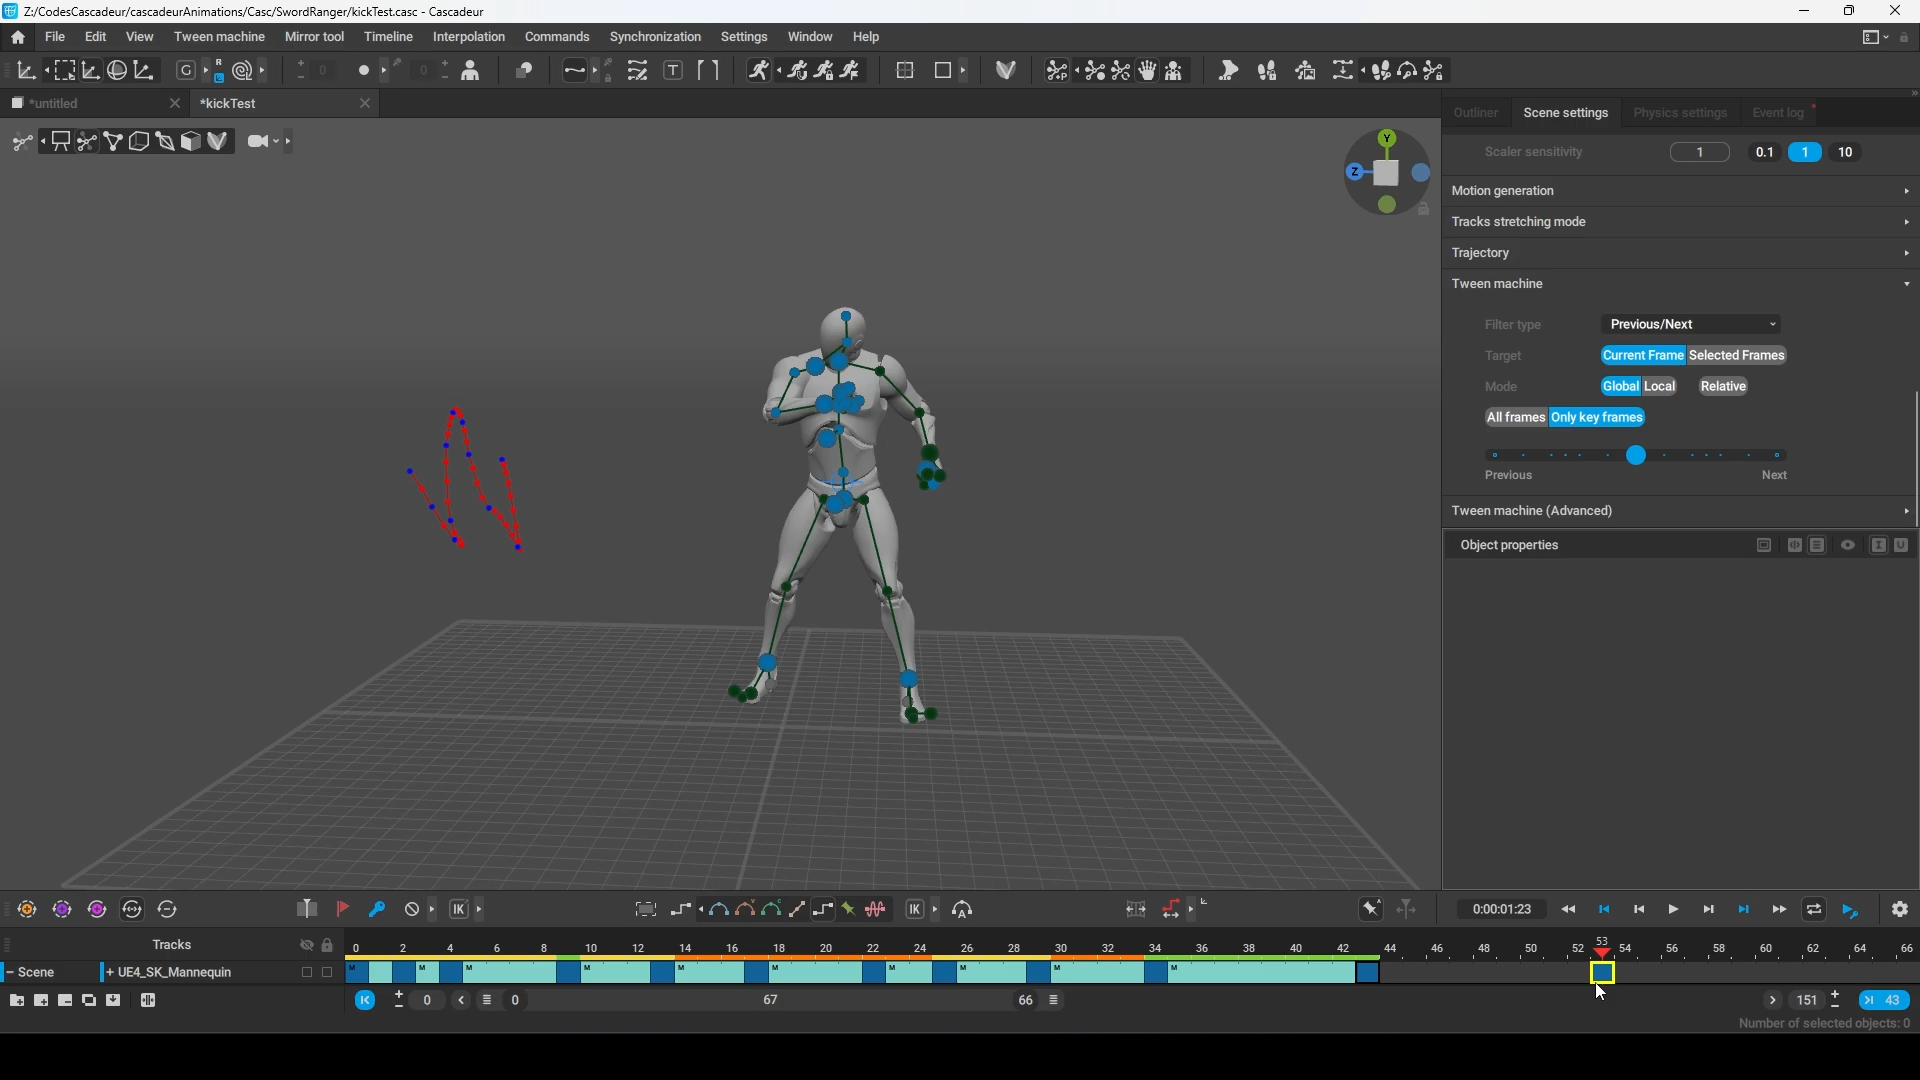 Z:/CodesCascadeur/cascadeurAnimations/Casc/SwordRanger/kickTest.casc - Cascadeur
File Edit View Tween machine Mirror tool Timeline Interpolation Commands Synchronization Settings Window Help
G R L 0 0 T
*untitled *kickTest
Outliner Scene settings Physics settings Event log
Y
Z
Scaler sensitivity 1 0.1 1 10
Motion generation
Tracks stretching mode
Trajectory
Tween machine
Filter type Previous/Next
Target Current Frame Selected Frames
Mode Global Local Relative
All frames Only key frames
Previous Next
Tween machine (Advanced)
Object properties
IK IK 0:00:01:23
Tracks 0 2 4 6 8 10 12 14 16 18 20 22 24 26 28 30 32 34 36 38 40 42 44 46 48 50 52 53 54 56 58 60 62 64 66
Scene + UE4_SK_Mannequin M M M M M M M M M
0 0 67 66 151 43
Number of selected objects: 0